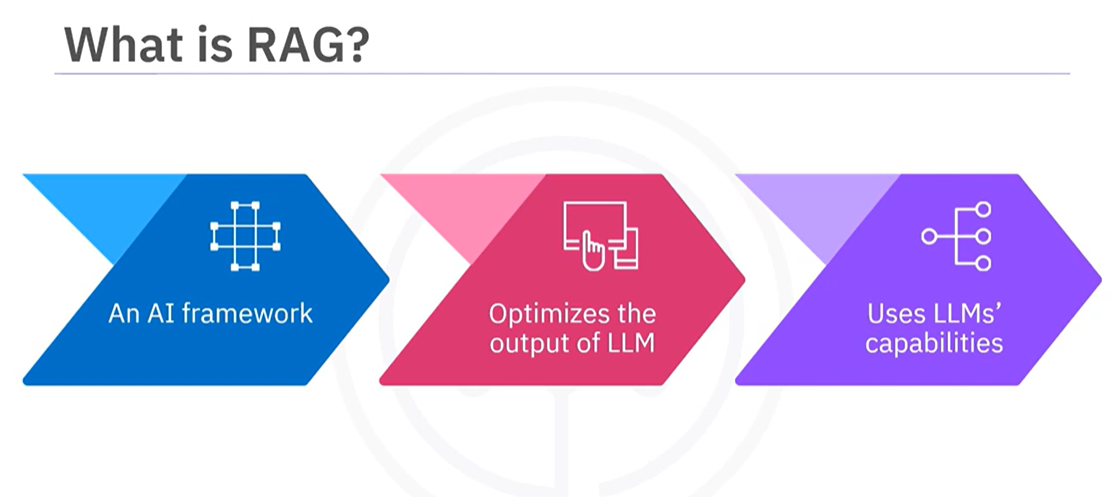 What is RAG?
An AI framework
Optimizes the
output of LLM
Uses LLMs’
capabilities